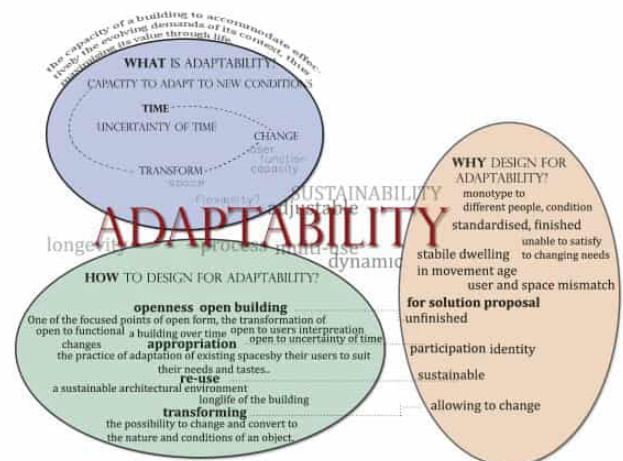 the capacity of a building to accommodate effec-
tively the evolving demands of its context, thus
maximising its value through life
WHAT IS ADAPTABILITY?
CAPACITY TO ADAPT TO NEW CONDITIONS
TIME
UNCERTAINTY OF TIME
CHANGE
user
function
capacity
TRANSFORM
space
flexibility?
SUSTAINABILITY
adjustable
ADAPTABILITY
longevity
process multi-use
dynamic
WHY DESIGN FOR
ADAPTABILITY?
monotype to
different people, condition
standardised, finished
unable to satisfy
to changing needs
stabile dwelling
in movement age
user and space mismatch
for solution proposal
unfinished
participation identity
sustainable
allowing to change
HOW TO DESIGN FOR ADAPTABILITY?
openness open building
One of the focused points of open form, the transformation of
open to functional a building over time open to users interpreation
changes appropriation open to uncertainty of time
the practice of adaptation of existing spacesby their users to suit
their needs and tastes..
re-use
a sustainable architectural environment
longlife of the building
transforming
the possibility to change and convert to
the nature and conditions of an object.